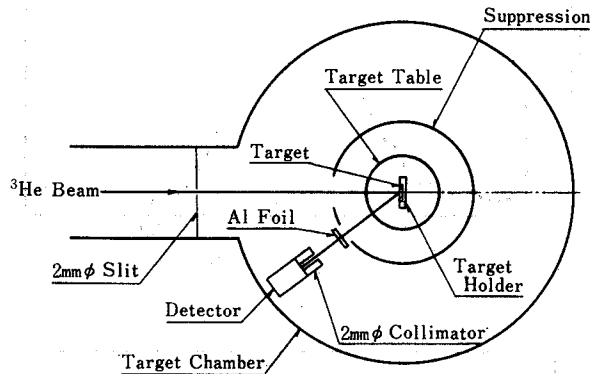 Suppression
Target Table
Target
³He Beam
Al Foil
2mmφ Slit
Target
Holder
Detector
2mmφ Collimator
Target Chamber